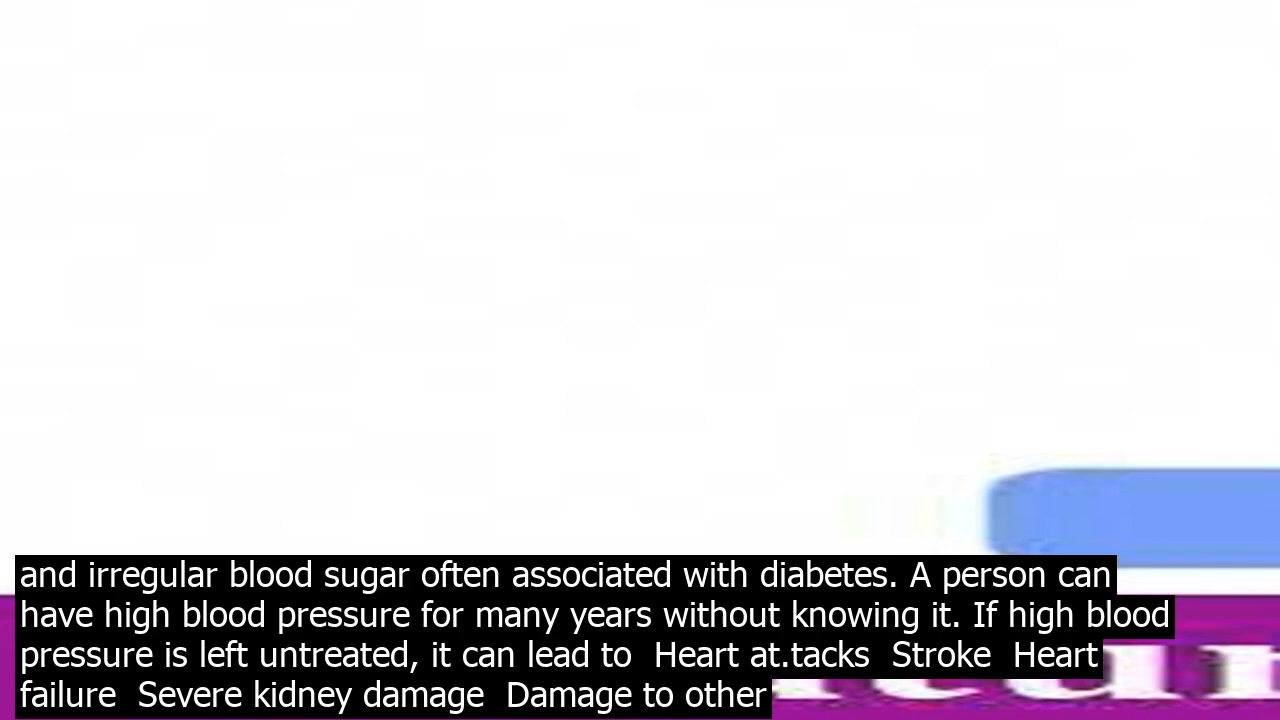 and irregular blood sugar often associated with diabetes. A person can
have high blood pressure for many years without knowing it. If high blood
pressure is left untreated, it can lead to  Heart at.tacks  Stroke  Heart
failure  Severe kidney damage  Damage to other